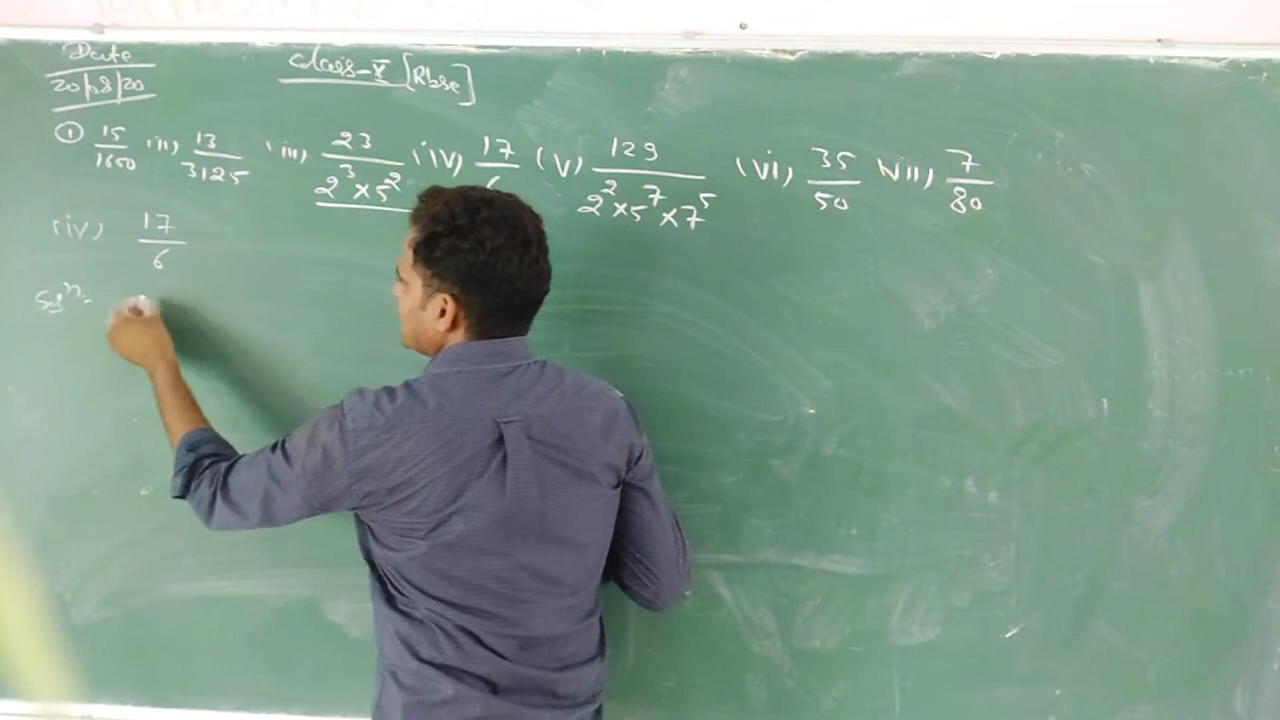 Date
20/08/20
Class-X [Rbse]
① 15/1600 (ii) 13/3125 (iii) 23/2³×5² (iv) 17/6 (v) 129/2²×5⁷×7⁵ (vi) 35/50 vii) 7/80
(iv) 17/6
Solⁿ-